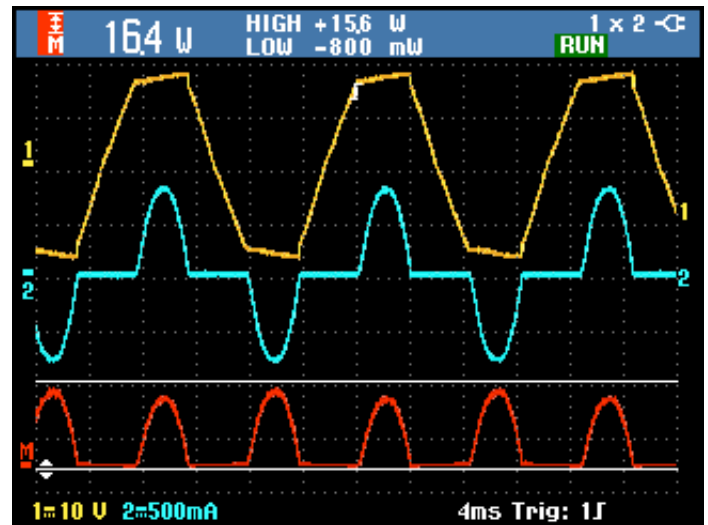 M 16.4 W HIGH +15.6 W 1 x 2
LOW -800 mW RUN
1
1
2
2
M
1=10 V 2=500mA 4ms Trig: 1